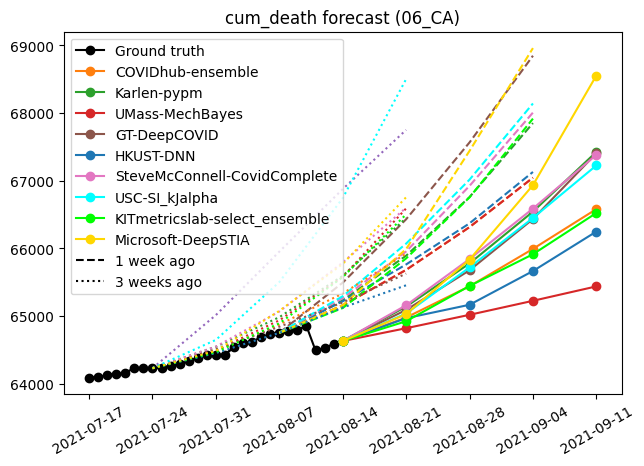 cum_death forecast (06_CA)
69000
68000
67000
66000
65000
64000
Ground truth
COVIDhub-ensemble
Karlen-pypm
UMass-MechBayes
GT-DeepCOVID
HKUST-DNN
SteveMcConnell-CovidComplete
USC-SI_kJalpha
KITmetricslab-select_ensemble
Microsoft-DeepSTIA
1 week ago
3 weeks ago
2021-07-17
2021-07-24
2021-07-31
2021-08-07
2021-08-14
2021-08-21
2021-08-28
2021-09-04
2021-09-11